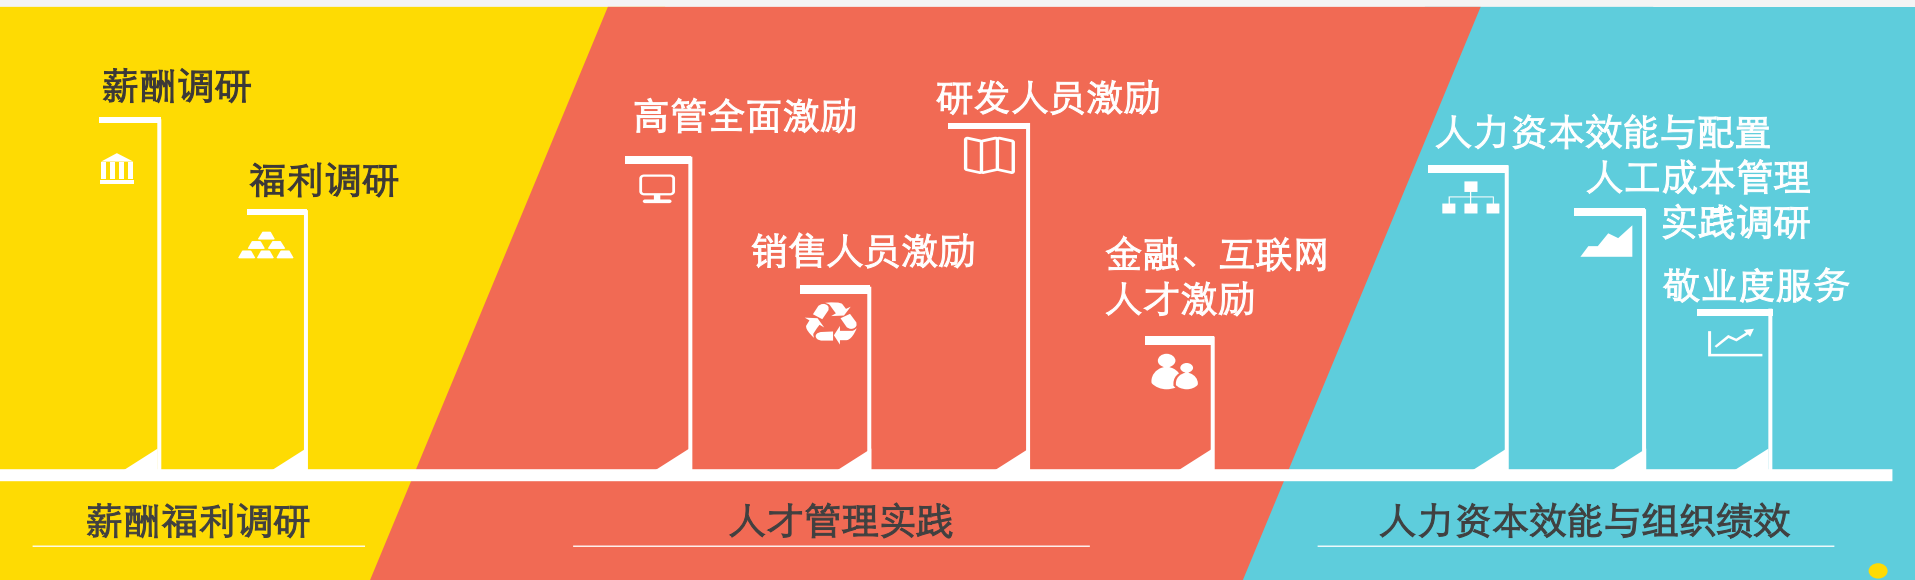 薪酬调研
福利调研
高管全面激励
销售人员激励
研发人员激励
金融、互联网
人才激励
人力资本效能与配置
人工成本管理
实践调研
敬业度服务
薪酬福利调研
人才管理实践
人力资本效能与组织绩效